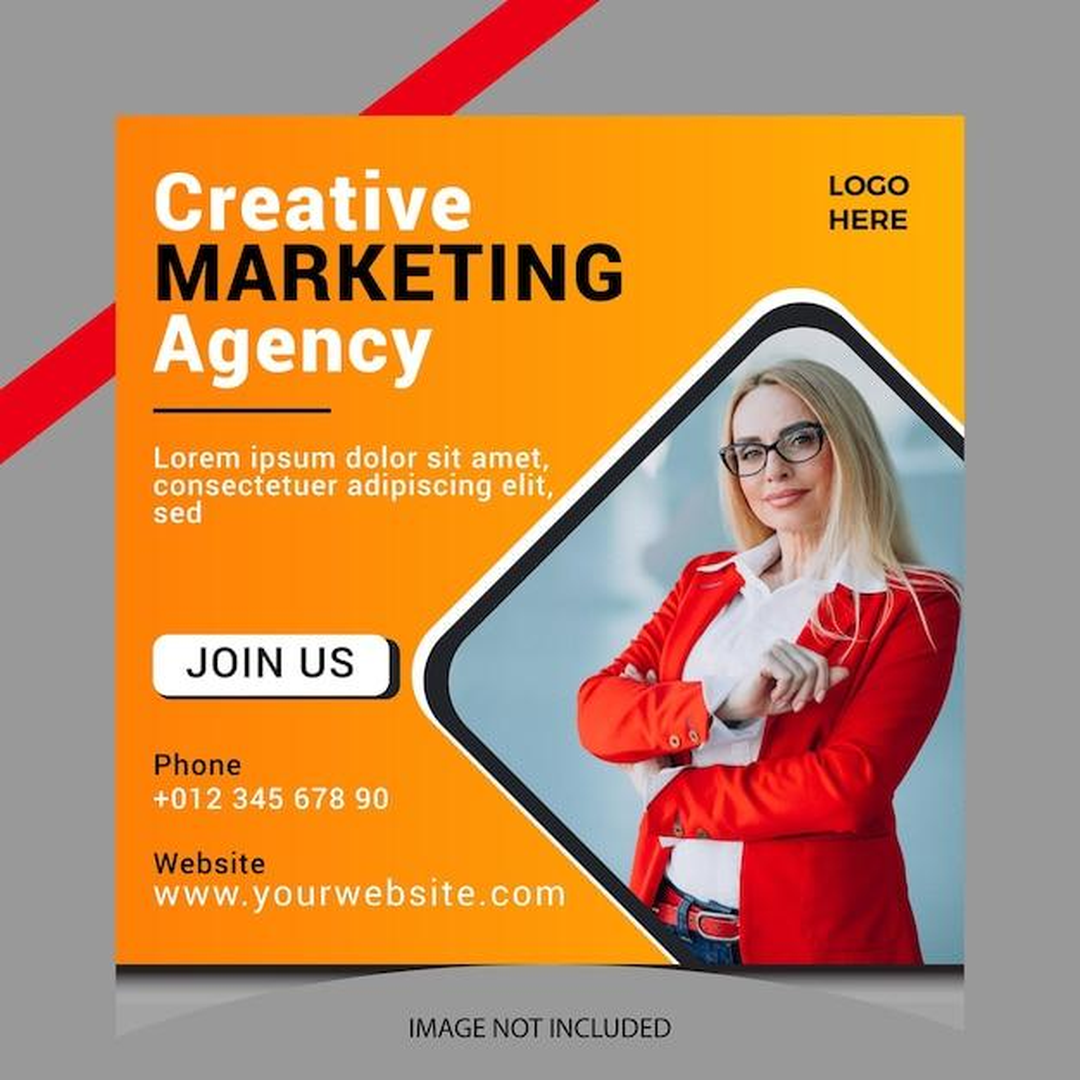 Creative
MARKETING
Agency
LOGO
HERE
Lorem ipsum dolor sit amet,
consectetuer adipiscing elit,
sed
JOIN US
Phone
+012 345 678 90
Website
www.yourwebsite.com
IMAGE NOT INCLUDED